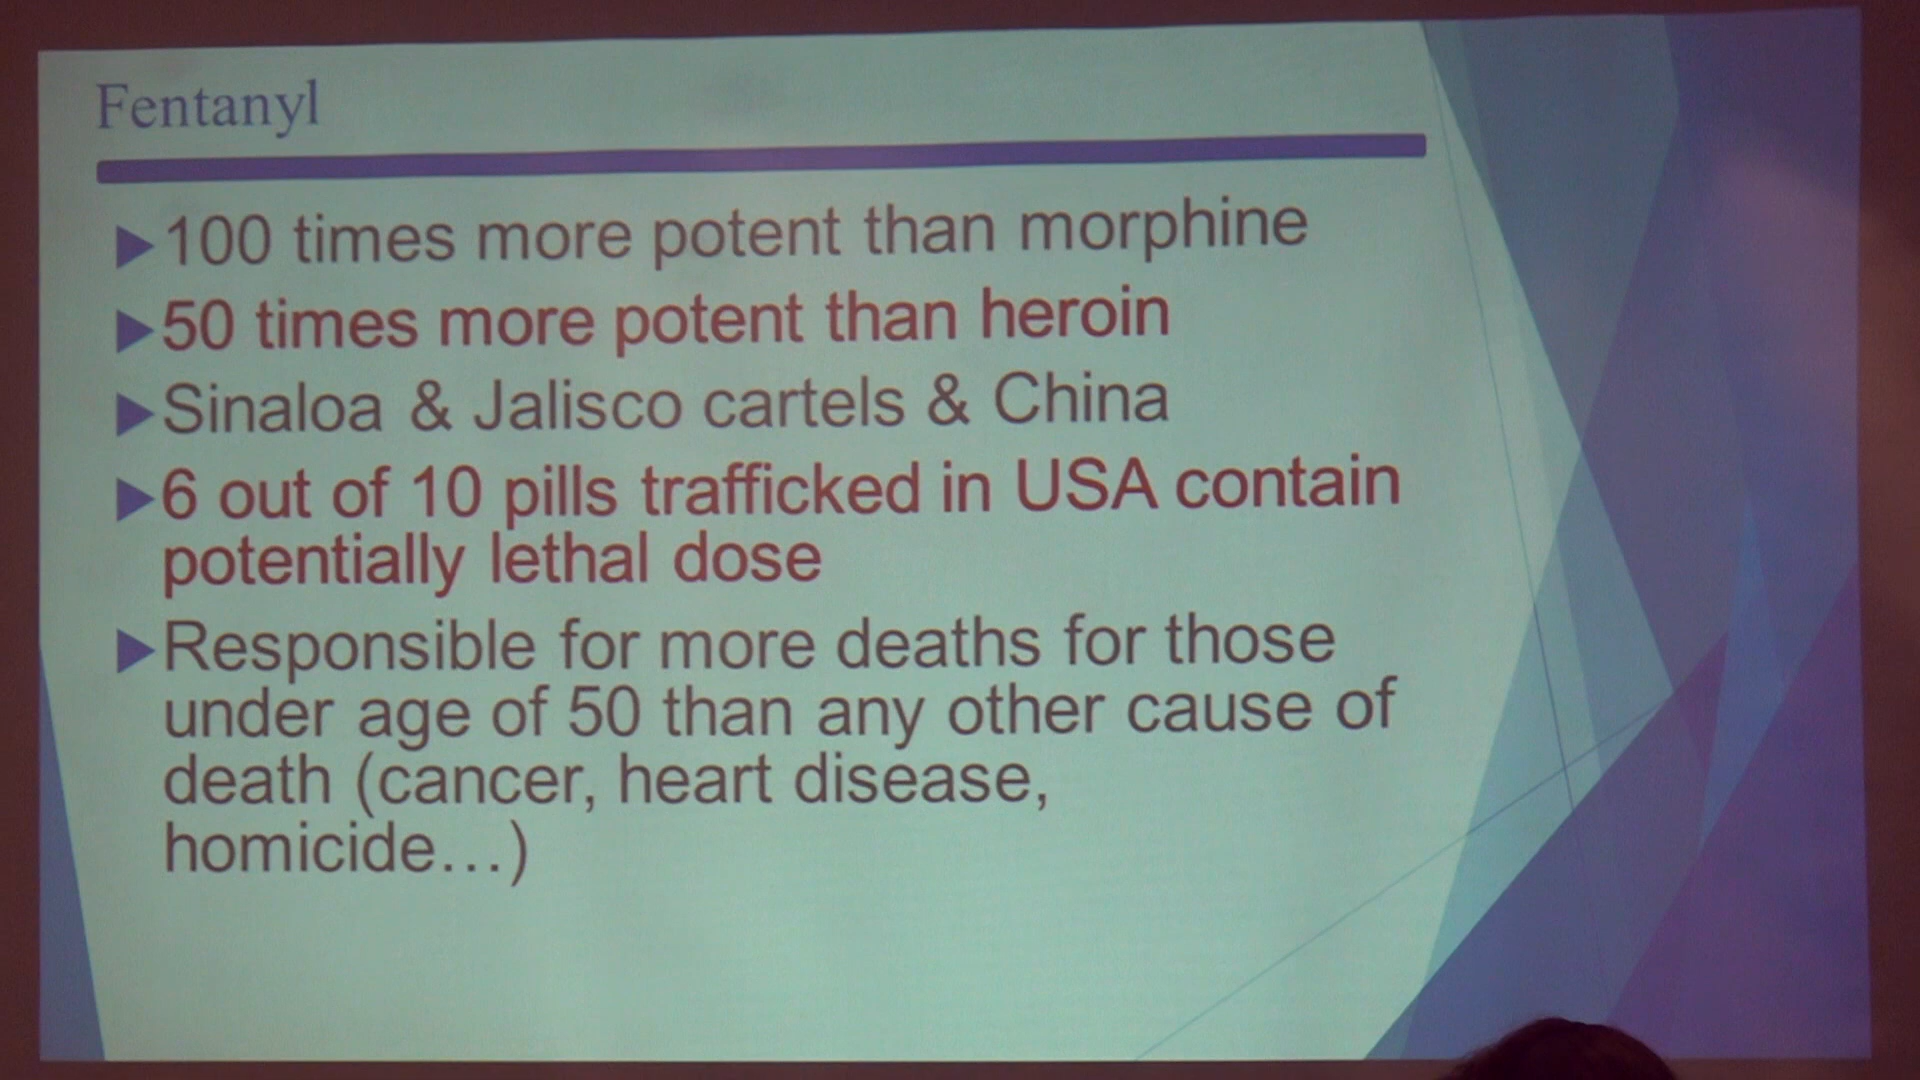 Fentanyl
100 times more potent than morphine
50 times more potent than heroin
Sinaloa & Jalisco cartels & China
6 out of 10 pills trafficked in USA contain
potentially lethal dose
Responsible for more deaths for those
under age of 50 than any other cause of
death (cancer, heart disease,
homicide...)